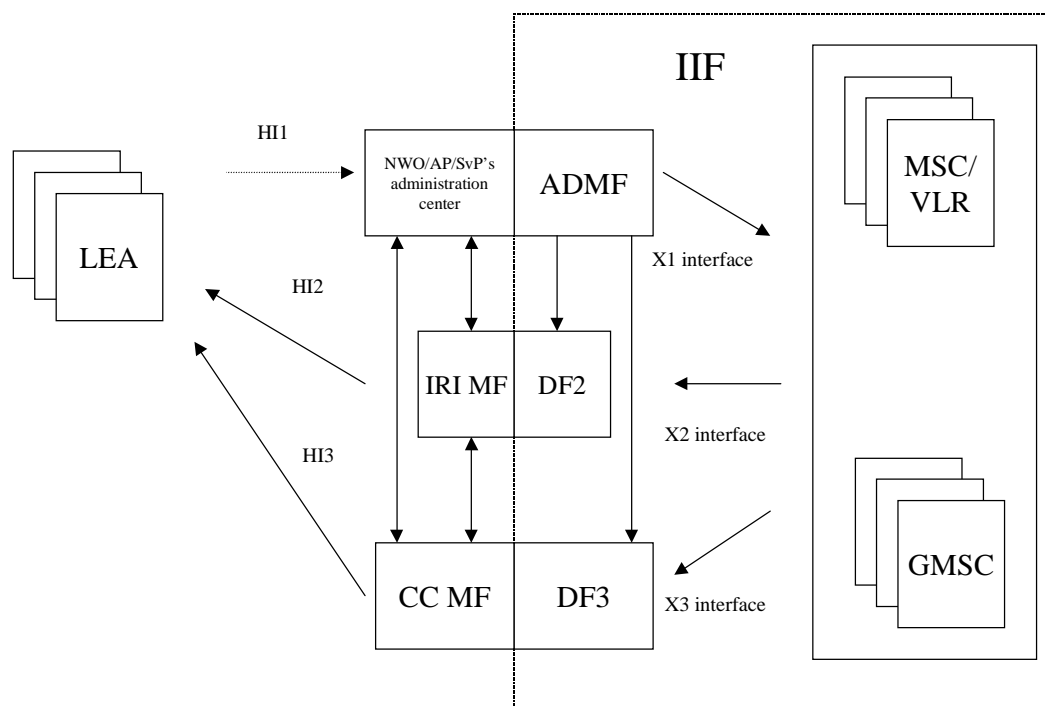 IIF
HI1
NWO/AP/SvP's
administration
center
ADMF
MSC/
VLR
LEA
X1 interface
HI2
IRI MF
DF2
X2 interface
HI3
GMSC
CC MF
DF3
X3 interface